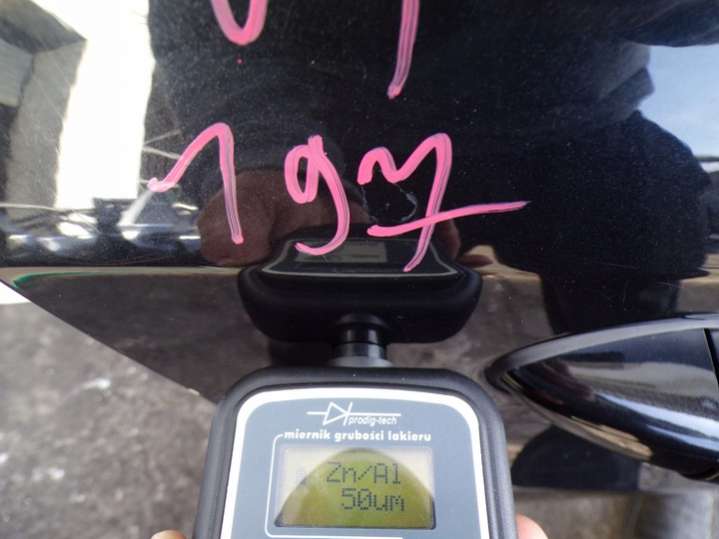 197
prodig-tech
miernik grubości lakieru
Zn/Al
50um